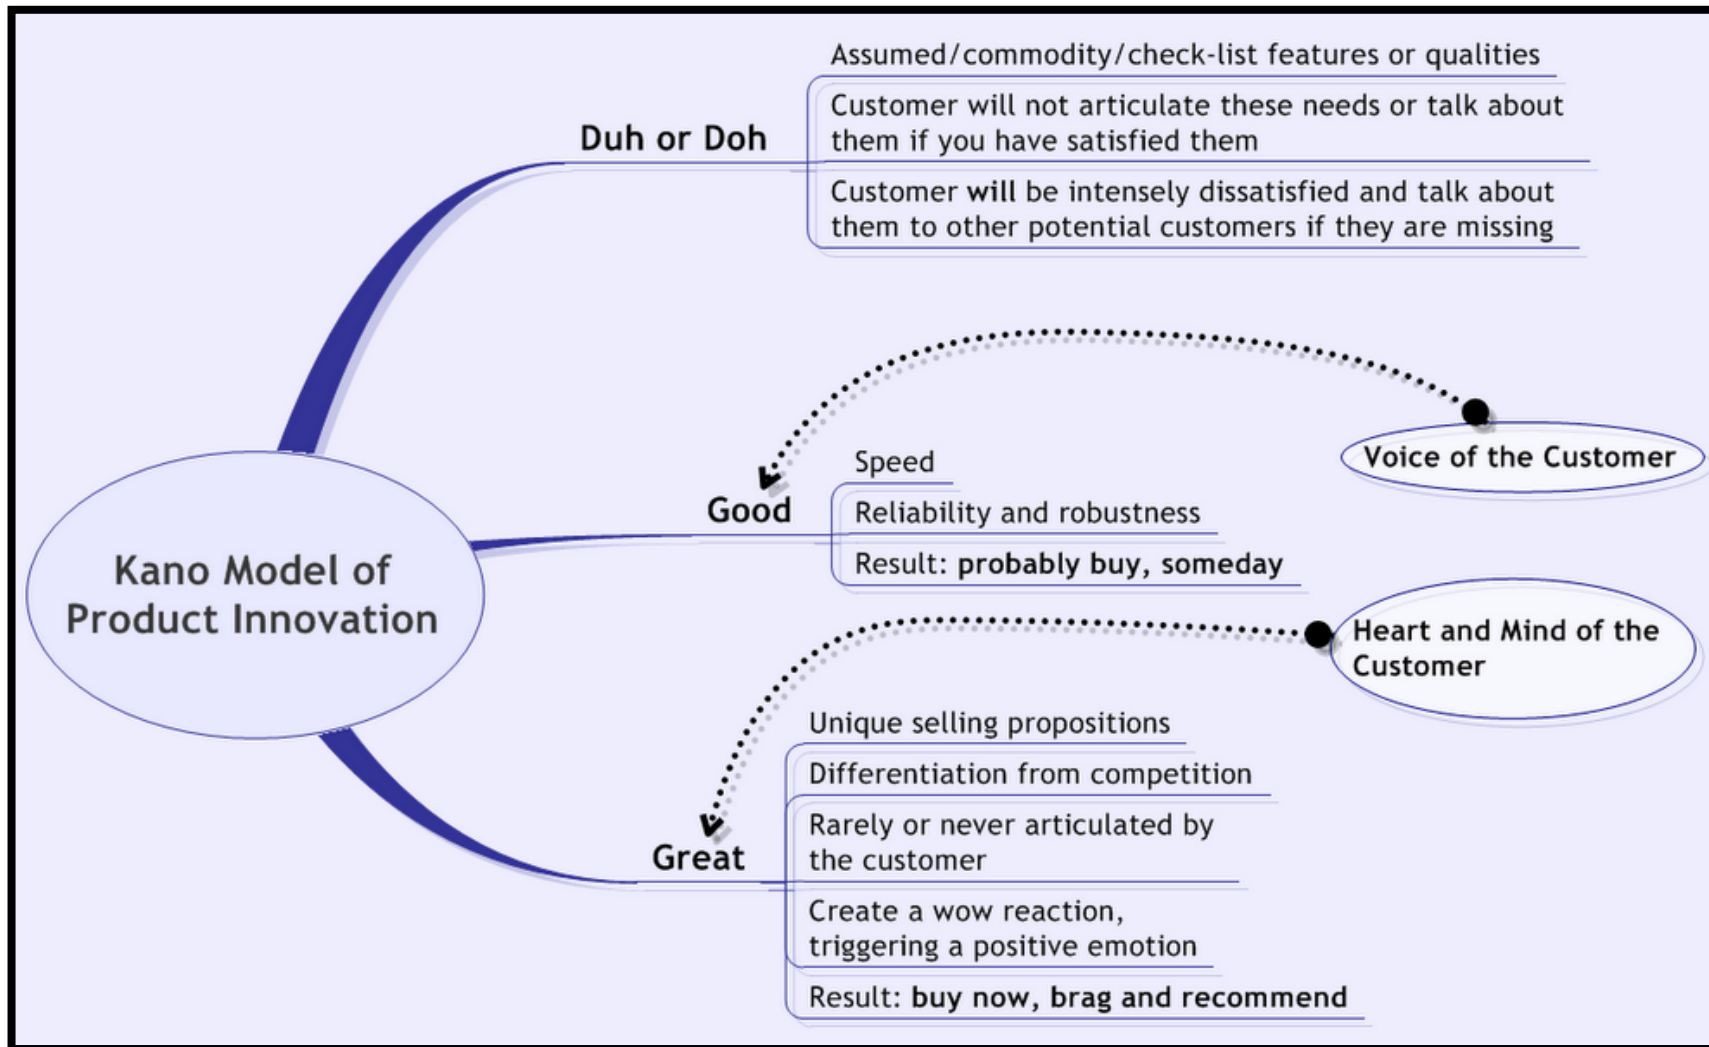 Kano Model of
Product Innovation
Duh or Doh
Assumed/commodity/check-list features or qualities
Customer will not articulate these needs or talk about
them if you have satisfied them
Customer will be intensely dissatisfied and talk about
them to other potential customers if they are missing
Good
Speed
Reliability and robustness
Result: probably buy, someday
Voice of the Customer
Great
Unique selling propositions
Differentiation from competition
Rarely or never articulated by
the customer
Create a wow reaction,
triggering a positive emotion
Result: buy now, brag and recommend
Heart and Mind of the
Customer